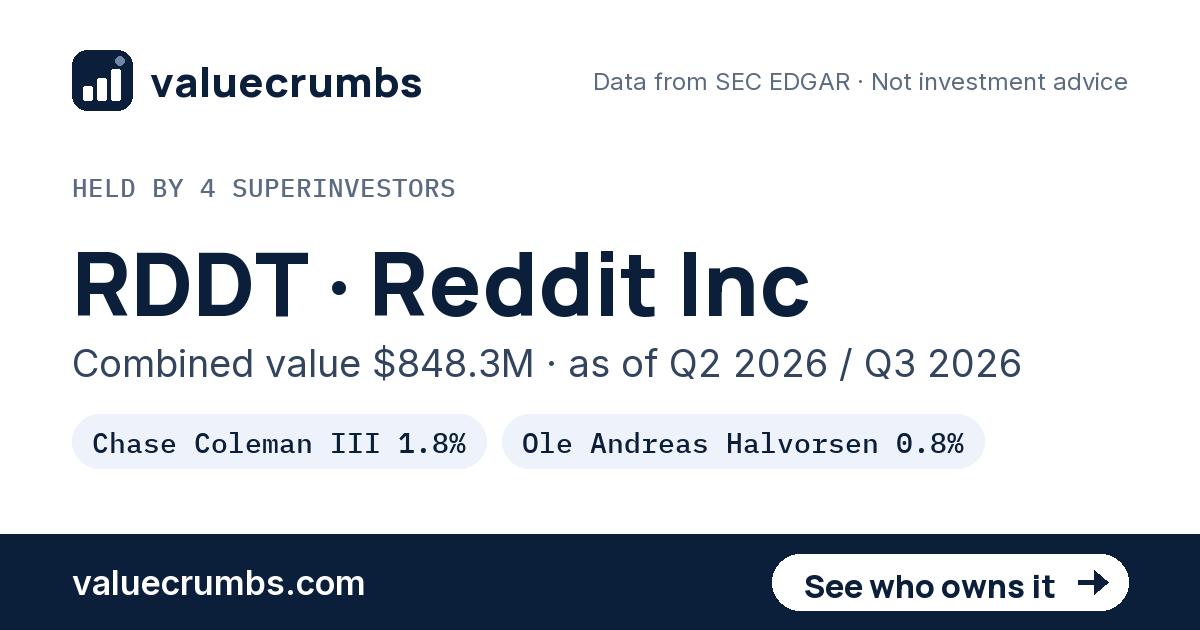 valuecrumbs
Data from SEC EDGAR · Not investment advice
HELD BY 4 SUPERINVESTORS
RDDT · Reddit Inc
Combined value $848.3M · as of Q2 2026 / Q3 2026
Chase Coleman III 1.8%
Ole Andreas Halvorsen 0.8%
valuecrumbs.com
See who owns it →